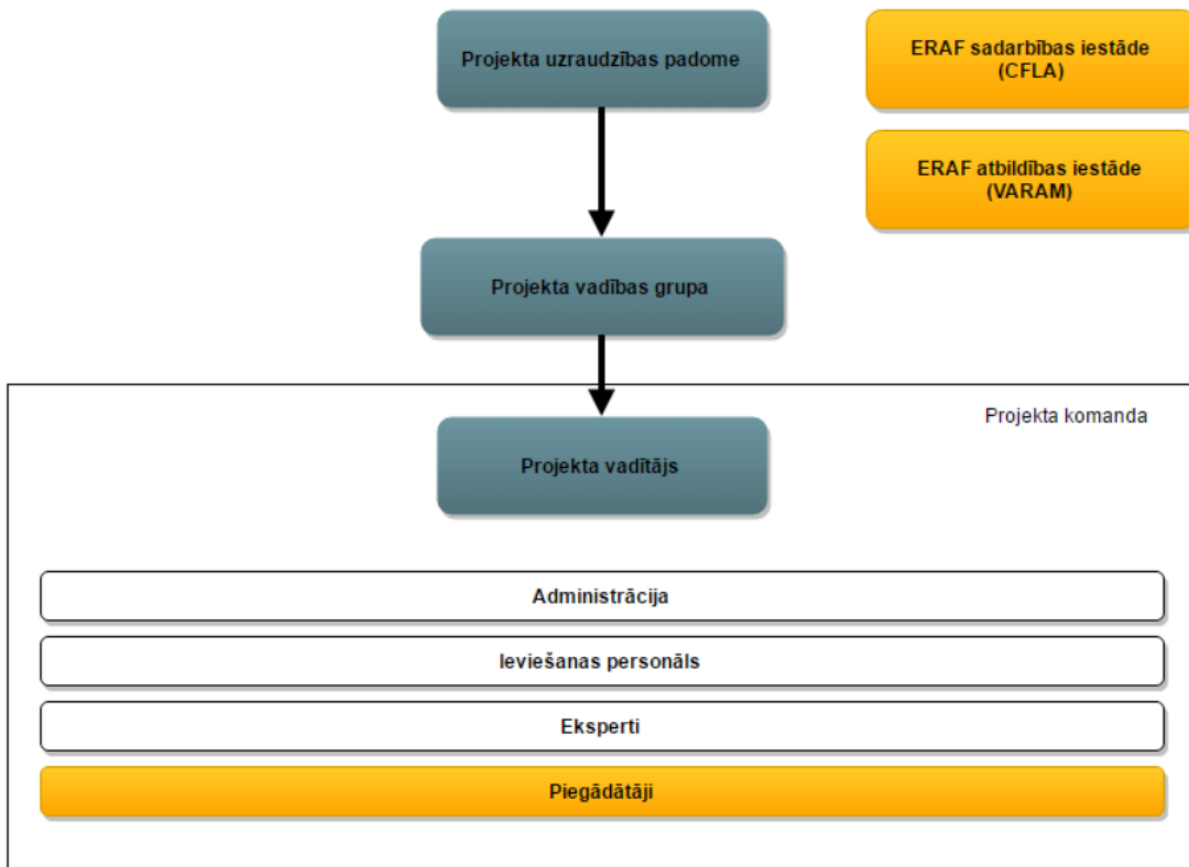 Projekta uzraudzības padome
ERAF sadarbības iestāde
(CFLA)
ERAF atbildības iestāde
(VARAM)
Projekta vadības grupa
Projekta komanda
Projekta vadītājs
Administrācija
Ieviešanas personāls
Eksperti
Piegādātāji